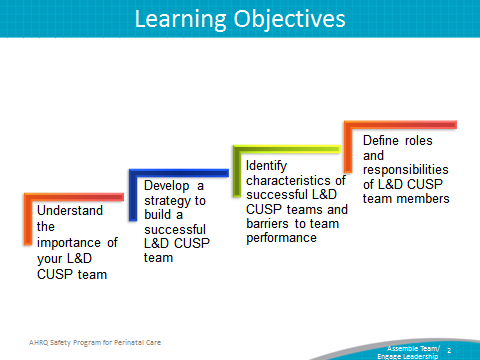 Learning Objectives
Understand
the
importance of
your L&D
CUSP team
Develop a
strategy to
build a
successful
L&D CUSP
team
Identify
characteristics of
successful L&D
CUSP teams and
barriers to team
performance
Define roles
and
responsibilities
of L&D CUSP
team members
AHRQ Safety Program for Perinatal Care
Assemble Team/
Engage Leadership
2